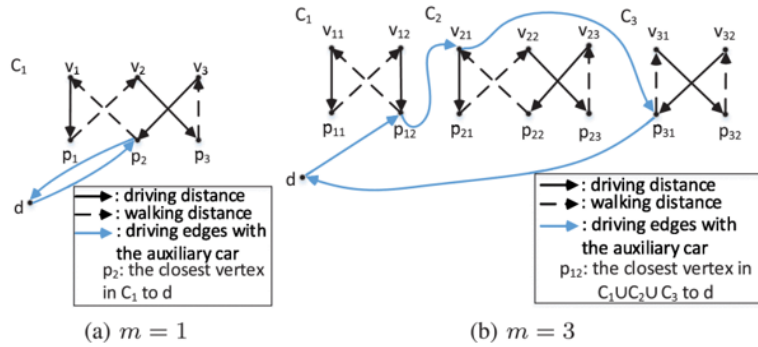 C1
v1 v2 v3
p1 p2 p3
d
: driving distance
: walking distance
: driving edges with
the auxiliary car
p2: the closest vertex
in C1 to d
(a) m = 1
C1 C2 C3
v11 v12 v21 v22 v23 v31 v32
p11 p12 p21 p22 p23 p31 p32
d
: driving distance
: walking distance
: driving edges with
the auxiliary car
p12: the closest vertex in
C1∪C2∪ C3 to d
(b) m = 3